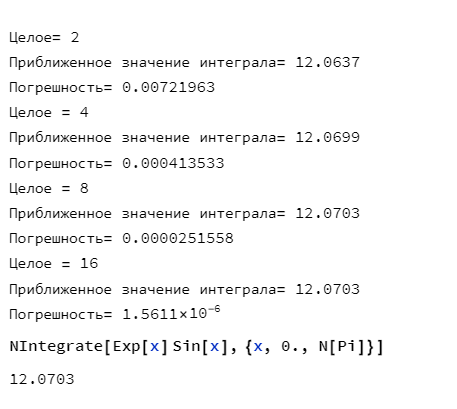 Целое= 2
Приближенное значение интеграла= 12.0637
Погрешность= 0.00721963
Целое = 4
Приближенное значение интеграла= 12.0699
Погрешность= 0.000413533
Целое = 8
Приближенное значение интеграла= 12.0703
Погрешность= 0.0000251558
Целое = 16
Приближенное значение интеграла= 12.0703
Погрешность= 1.5611×10⁻⁶
NIntegrate[Exp[x] Sin[x], {x, 0., N[Pi]}]
12.0703